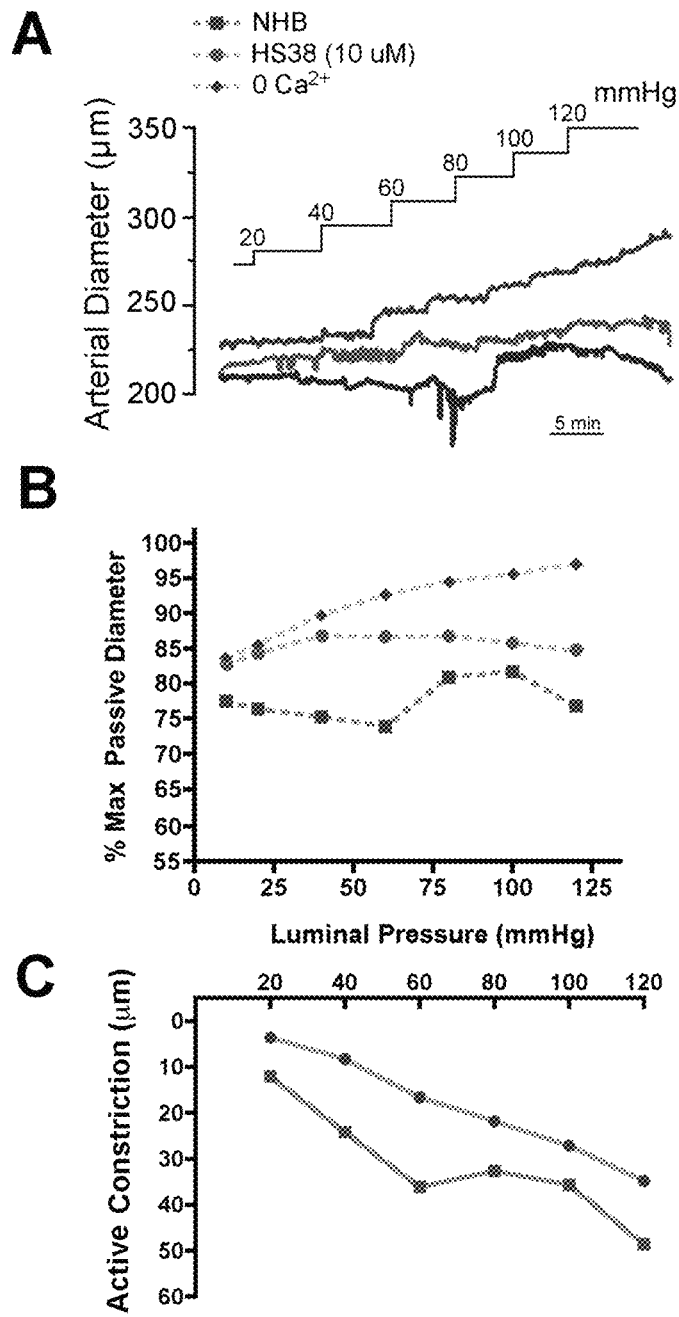 A
NHB
HS38 (10 uM)
0 Ca2+
mmHg
Arterial Diameter (μm)
350
300
250
200
20
40
60
80
100
120
5 min
B
% Max Passive Diameter
100
95
90
85
80
75
70
65
60
55
0 25 50 75 100 125
Luminal Pressure (mmHg)
C
20 40 60 80 100 120
Active Constriction (μm)
0
10
20
30
40
50
60